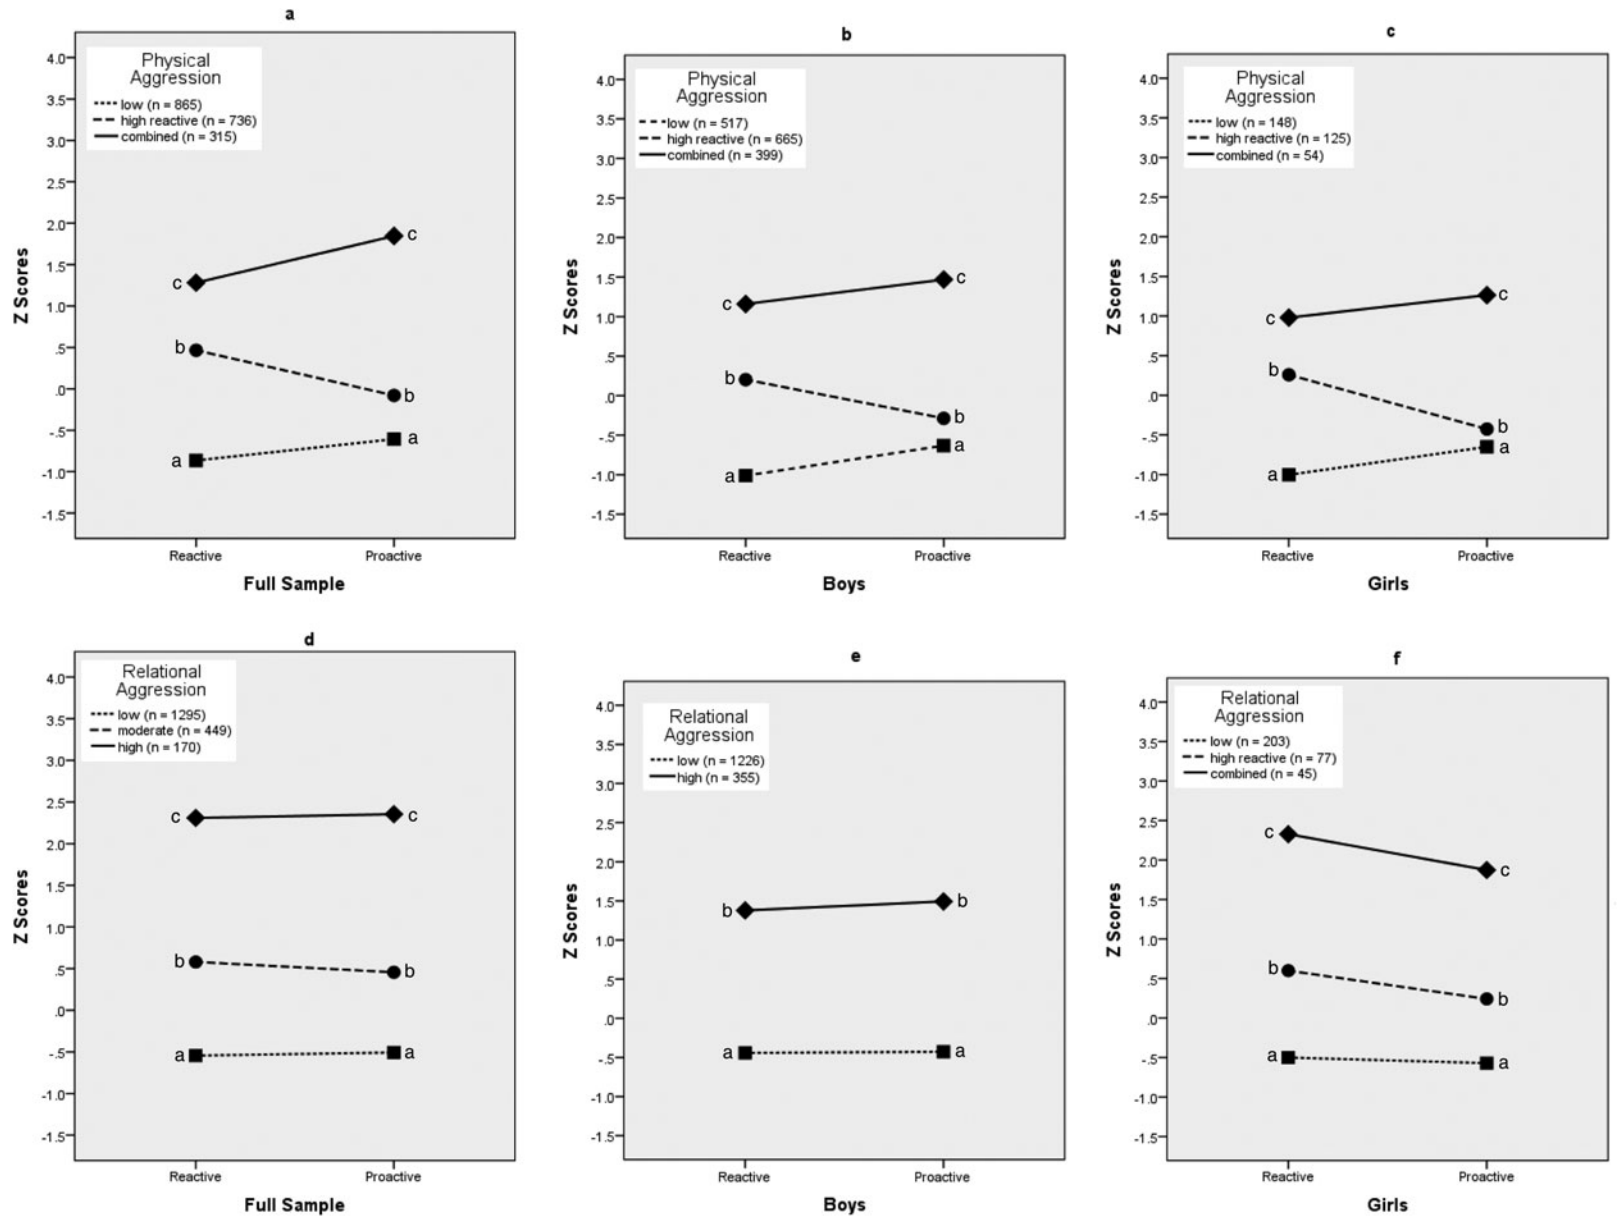 a
Physical
Aggression
low (n = 865)
high reactive (n = 736)
combined (n = 315)
Z Scores
4.0
3.5
3.0
2.5
2.0
1.5
1.0
.5
.0
-.5
-1.0
-1.5
c c
b b
a a
Reactive Proactive
Full Sample
b
Physical
Aggression
low (n = 517)
high reactive (n = 665)
combined (n = 399)
Z Scores
4.0
3.5
3.0
2.5
2.0
1.5
1.0
.5
.0
-.5
-1.0
-1.5
c c
b b
a a
Reactive Proactive
Boys
c
Physical
Aggression
low (n = 148)
high reactive (n = 125)
combined (n = 54)
Z Scores
4.0
3.5
3.0
2.5
2.0
1.5
1.0
.5
.0
-.5
-1.0
-1.5
c c
b b
a a
Reactive Proactive
Girls
d
Relational
Aggression
low (n = 1295)
moderate (n = 449)
high (n = 170)
Z Scores
4.0
3.5
3.0
2.5
2.0
1.5
1.0
.5
.0
-.5
-1.0
-1.5
c c
b b
a a
Reactive Proactive
Full Sample
e
Relational
Aggression
low (n = 1226)
high (n = 355)
Z Scores
4.0
3.5
3.0
2.5
2.0
1.5
1.0
.5
.0
-.5
-1.0
-1.5
b b
a a
Reactive Proactive
Boys
f
Relational
Aggression
low (n = 203)
high reactive (n = 77)
combined (n = 45)
Z Scores
4.0
3.5
3.0
2.5
2.0
1.5
1.0
.5
.0
-.5
-1.0
-1.5
c c
b b
a a
Reactive Proactive
Girls